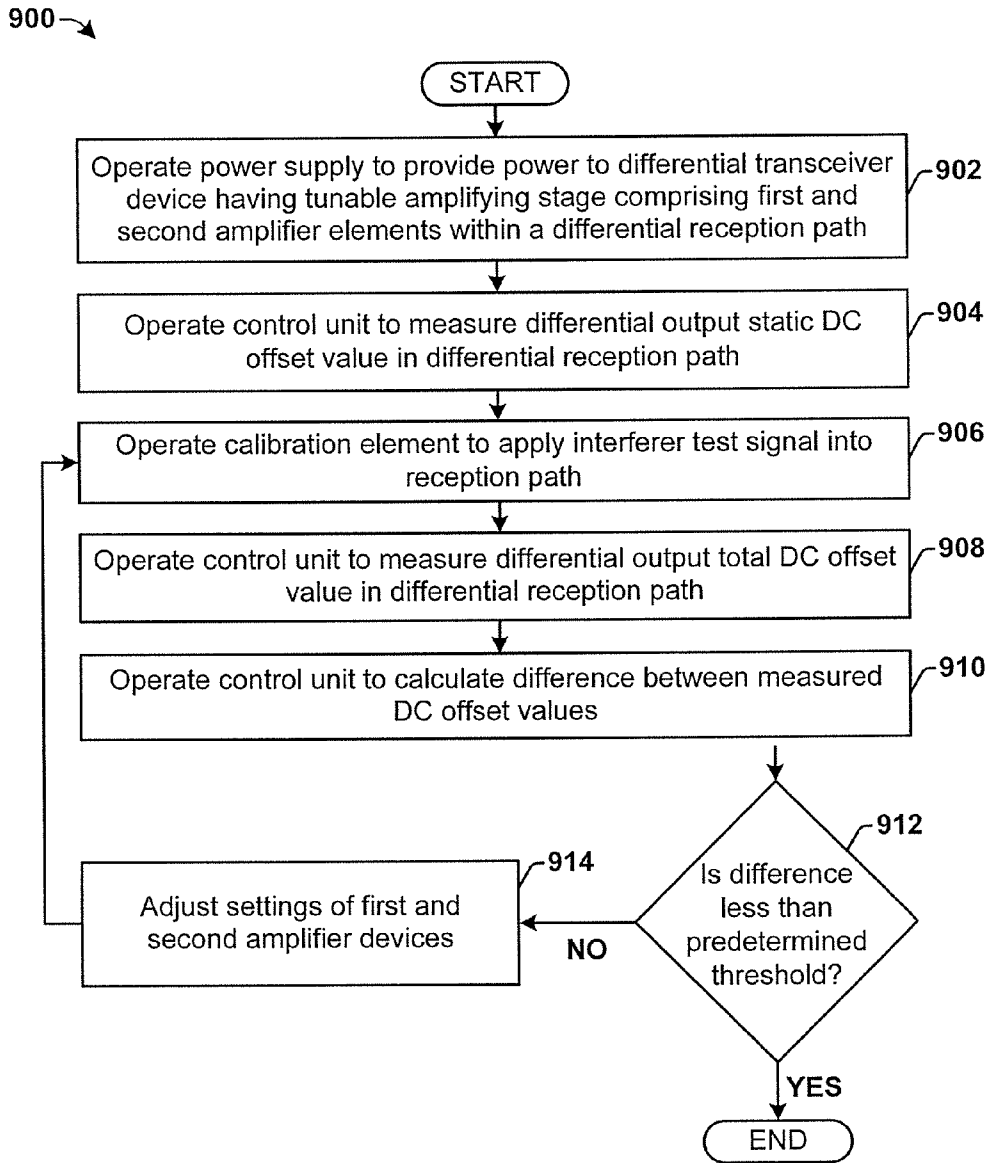 900
START
Operate power supply to provide power to differential transceiver
device having tunable amplifying stage comprising first and
second amplifier elements within a differential reception path
902
Operate control unit to measure differential output static DC
offset value in differential reception path
904
Operate calibration element to apply interferer test signal into
reception path
906
Operate control unit to measure differential output total DC offset
value in differential reception path
908
Operate control unit to calculate difference between measured
DC offset values
910
912
Is difference
less than
predetermined
threshold?
914
Adjust settings of first and
second amplifier devices
NO
YES
END